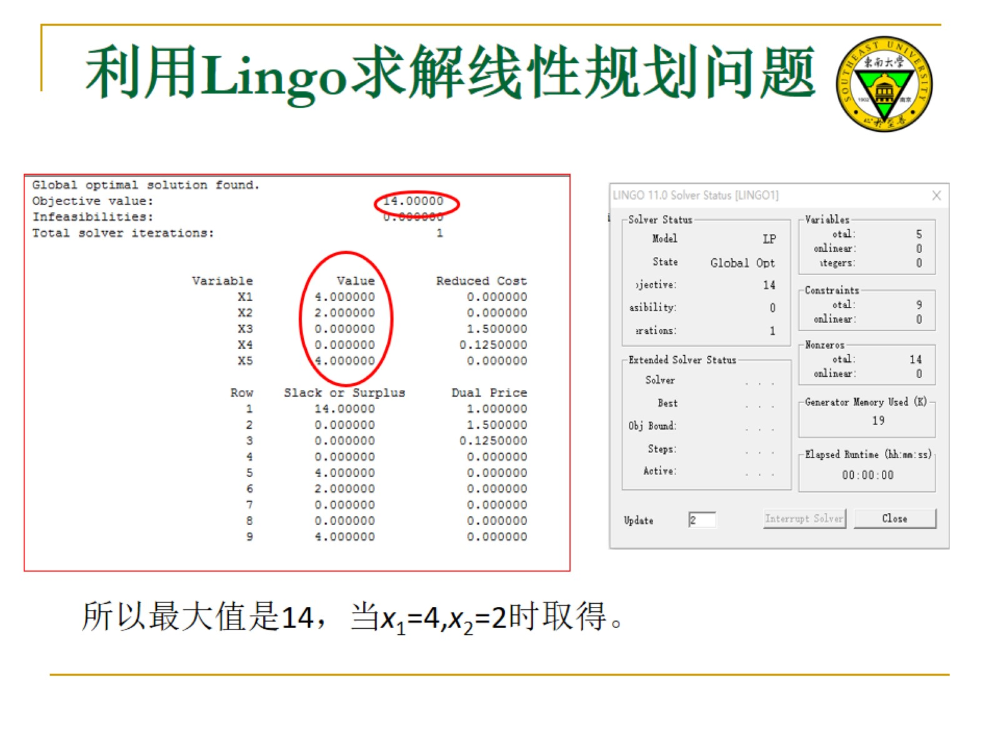 利用Lingo求解线性规划问题
SOUTHEAST UNIVERSITY
東南大學
1902 南京
Global optimal solution found.
Objective value: 14.00000
Infeasibilities: 0.000000
Total solver iterations: 1
Variable Value Reduced Cost
X1 4.000000 0.000000
X2 2.000000 0.000000
X3 0.000000 1.500000
X4 0.000000 0.1250000
X5 4.000000 0.000000
Row Slack or Surplus Dual Price
1 14.00000 1.000000
2 0.000000 1.500000
3 0.000000 0.1250000
4 0.000000 0.000000
5 4.000000 0.000000
6 2.000000 0.000000
7 0.000000 0.000000
8 0.000000 0.000000
9 4.000000 0.000000
LINGO 11.0 Solver Status [LINGO1]
Solver Status
Model LP
State Global Opt
jective: 14
asibility: 0
erations: 1
Extended Solver Status
Solver . . .
Best . . .
Obj Bound: . . .
Steps: . . .
Active: . . .
Variables
otal: 5
onlinear: 0
ntegers: 0
Constraints
otal: 9
onlinear: 0
Nonzeros
otal: 14
onlinear: 0
Generator Memory Used (K)
19
Elapsed Runtime (hh:mm:ss)
00:00:00
Update 2 Interrupt Solver Close
所以最大值是14，当x₁=4,x₂=2时取得。